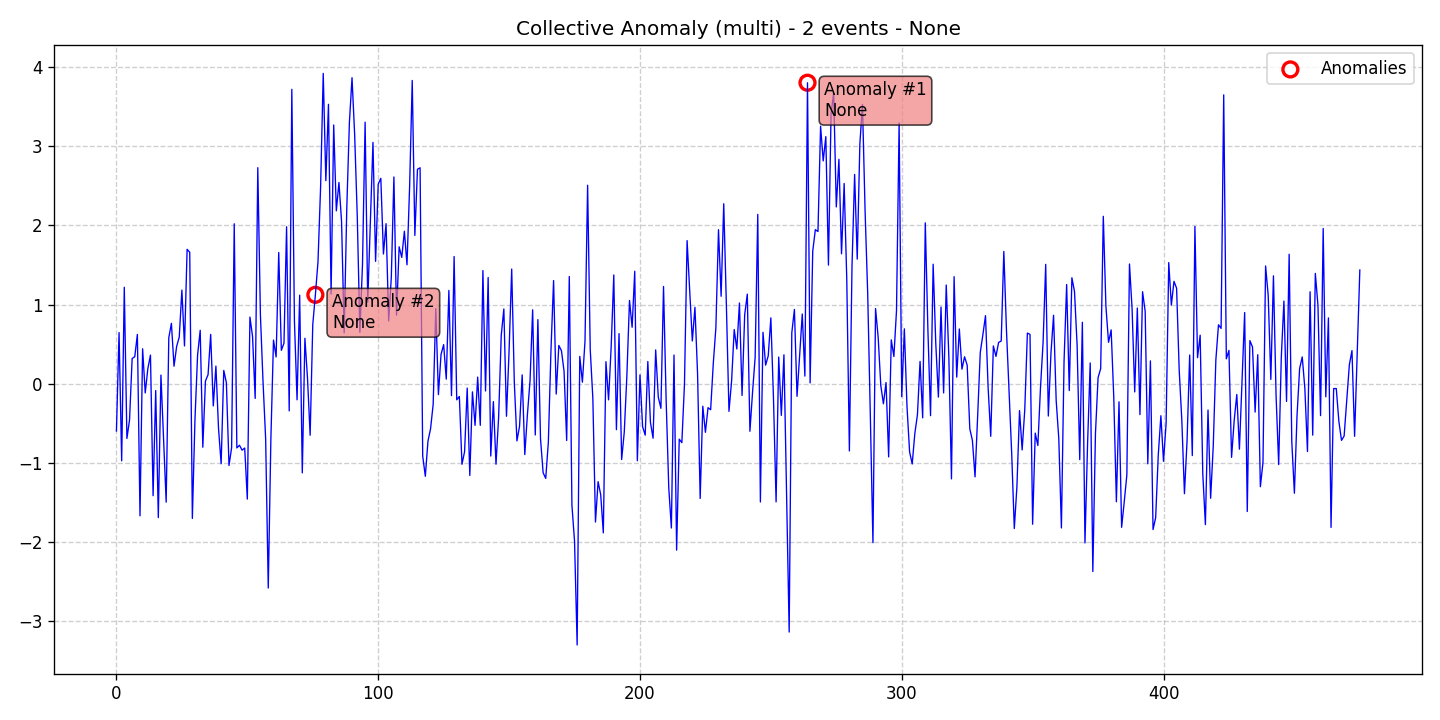 Collective Anomaly (multi) - 2 events - None
Anomalies
Anomaly #1
None
Anomaly #2
None
4
3
2
1
0
−1
−2
−3
0
100
200
300
400